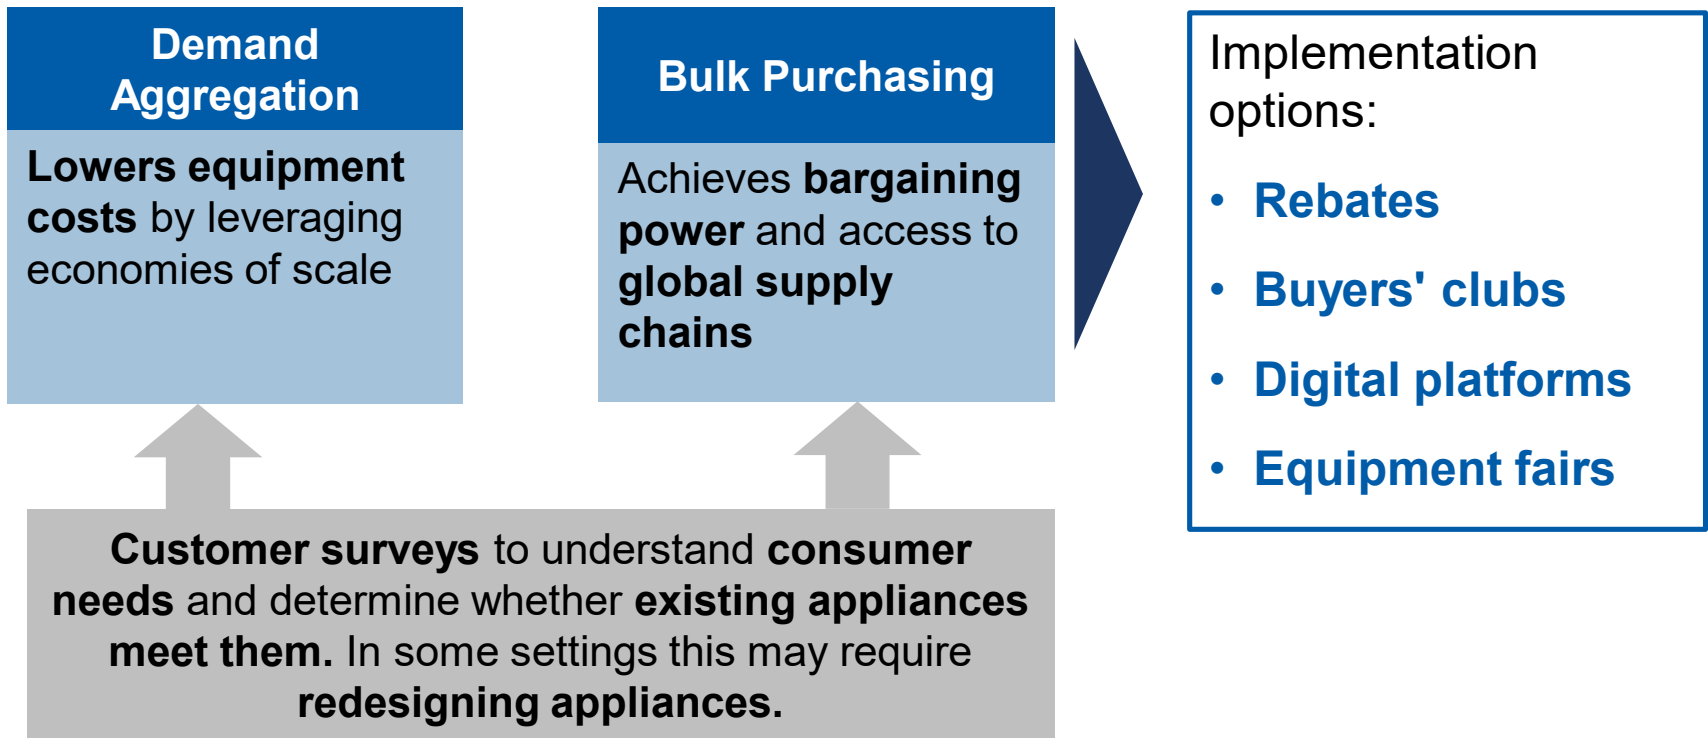 Demand
Aggregation
Lowers equipment
costs by leveraging
economies of scale
Bulk Purchasing
Achieves bargaining
power and access to
global supply
chains
Implementation
options:
• Rebates
• Buyers' clubs
• Digital platforms
• Equipment fairs
Customer surveys to understand consumer
needs and determine whether existing appliances
meet them. In some settings this may require
redesigning appliances.